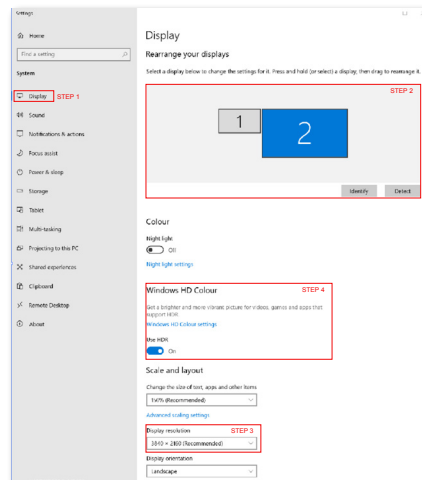 Settings
Home
Find a setting
System
Display STEP 1
Sound
Notifications & actions
Focus assist
Power & sleep
Storage
Tablet
Multi-tasking
Projecting to this PC
Shared experiences
Clipboard
Remote Desktop
About
Display
Rearrange your displays
Select a display below to change the settings for it. Press and hold (or select) a display, then drag to rearrange it.
STEP 2
1 2
Identify Detect
Colour
Night light
Off
Night light settings
Windows HD Colour STEP 4
Get a brighter and more vibrant picture for videos, games and apps that
support HDR.
Windows HD Colour settings
Use HDR
On
Scale and layout
Change the size of text, apps and other items
(Recommended)
Advanced scaling settings
Display resolution STEP 3
3840 × 2160 (Recommended)
Display orientation
Landscape